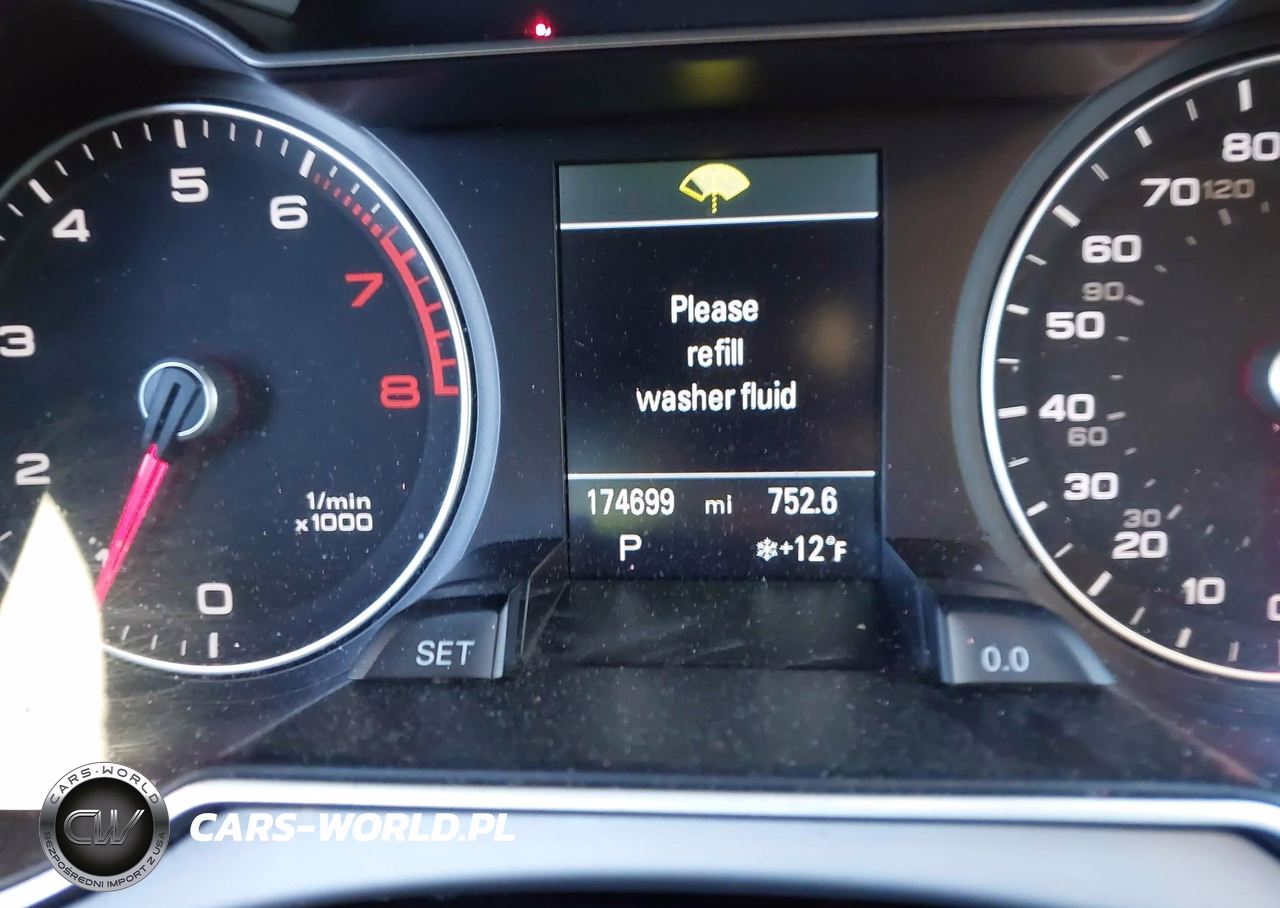 5
4
6
3
7
8
2
1
0
1/min
x1000
SET
Please
refill
washer fluid
174699 mi 752.6
P ❄+12°F
0.0
80
70 120
60
90
50
40
60
30
30
20
10
0
CARS-WORLD
CW
BEZPOŚREDNI IMPORT Z USA
CARS-WORLD.PL